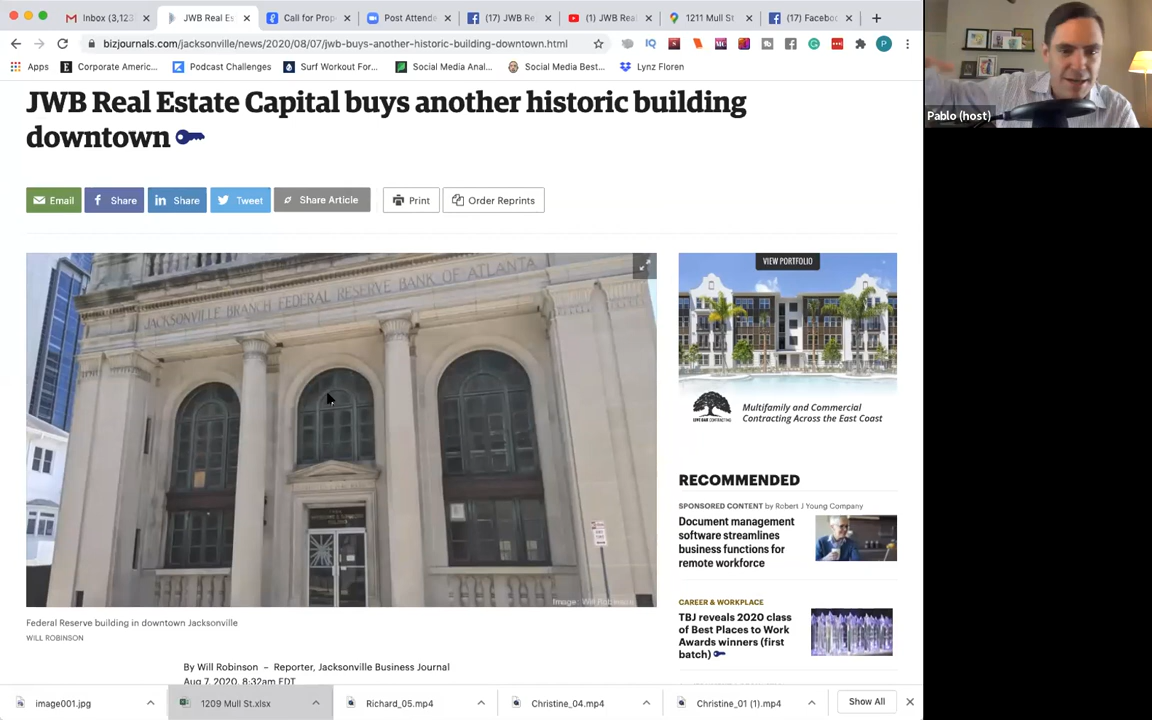 Inbox (3,123
JWB Real Es
Call for Prop
Post Attende
(17) JWB Re
(1) JWB Real
1211 Mull St
(17) Faceboo
bizjournals.com/jacksonville/news/2020/08/07/jwb-buys-another-historic-building-downtown.html
Apps
Corporate Americ...
Podcast Challenges
Surf Workout For...
Social Media Anal...
Social Media Best...
Lynz Floren
Pablo (host)
JWB Real Estate Capital buys another historic building
downtown
Email
Share
Share
Tweet
Share Article
Print
Order Reprints
JACKSONVILLE BRANCH FEDERAL RESERVE BANK OF ATLANTA
Image: Will Robinson
Federal Reserve building in downtown Jacksonville
WILL ROBINSON
By Will Robinson – Reporter, Jacksonville Business Journal
Aug 7, 2020, 8:32am EDT
VIEW PORTFOLIO
Multifamily and Commercial
Contracting Across the East Coast
RECOMMENDED
SPONSORED CONTENT by Robert J Young Company
Document management
software streamlines
business functions for
remote workforce
CAREER & WORKPLACE
TBJ reveals 2020 class
of Best Places to Work
Awards winners (first
batch)
image001.jpg
1209 Mull St.xlsx
Richard_05.mp4
Christine_04.mp4
Christine_01 (1).mp4
Show All